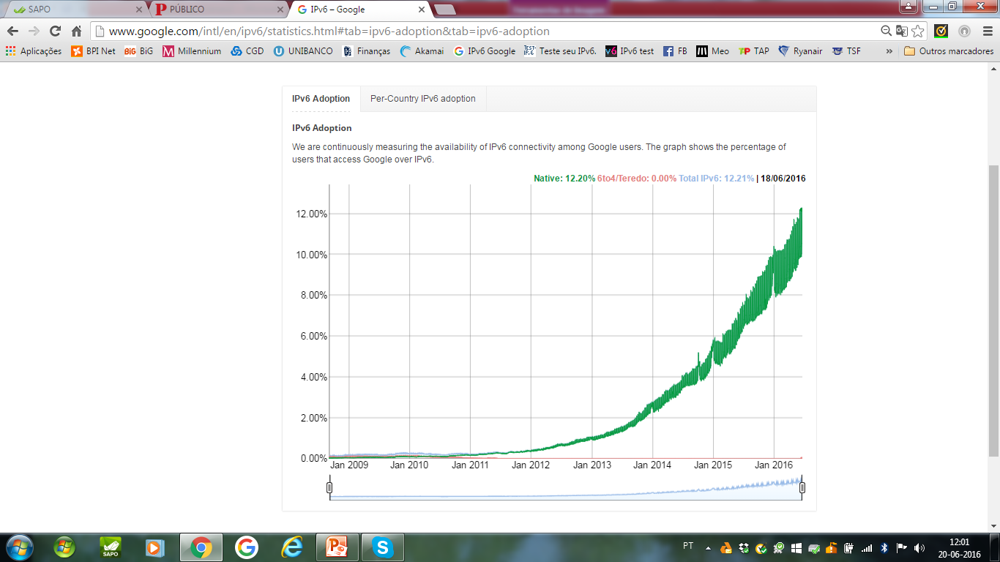 SAPO
PÚBLICO
IPv6 – Google
www.google.com/intl/en/ipv6/statistics.html#tab=ipv6-adoption&tab=ipv6-adoption
Aplicações BPI Net BiG BiG Millennium CGD UNIBANCO Finanças Akamai IPv6 Google Teste seu IPv6. IPv6 test FB Meo TAP Ryanair TSF » Outros marcadores
IPv6 Adoption Per-Country IPv6 adoption
IPv6 Adoption
We are continuously measuring the availability of IPv6 connectivity among Google users. The graph shows the percentage of
users that access Google over IPv6.
Native: 12.20% 6to4/Teredo: 0.00% Total IPv6: 12.21% | 18/06/2016
12.00%
10.00%
8.00%
6.00%
4.00%
2.00%
0.00%
Jan 2009 Jan 2010 Jan 2011 Jan 2012 Jan 2013 Jan 2014 Jan 2015 Jan 2016
SAPO
PT
12:01
20-06-2016